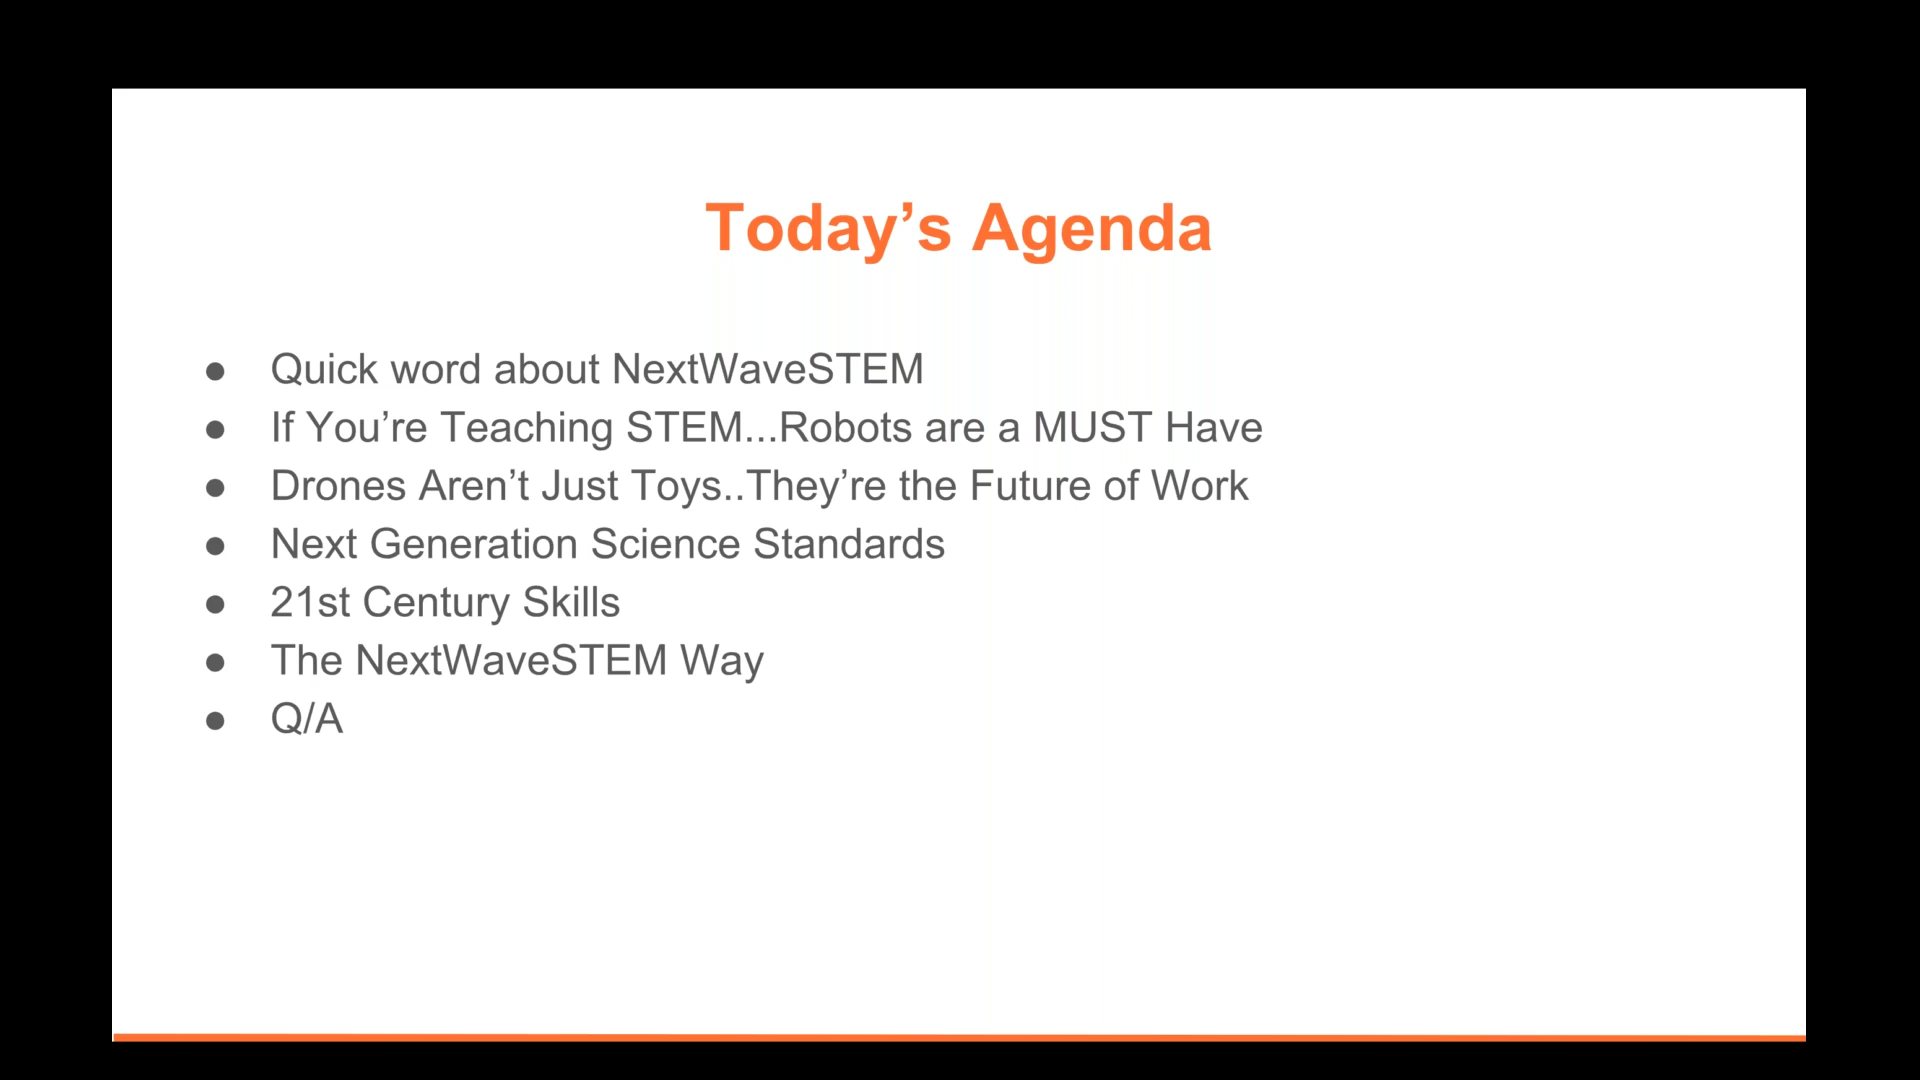 Today’s Agenda
● Quick word about NextWaveSTEM
● If You’re Teaching STEM...Robots are a MUST Have
● Drones Aren’t Just Toys..They’re the Future of Work
● Next Generation Science Standards
● 21st Century Skills
● The NextWaveSTEM Way
● Q/A